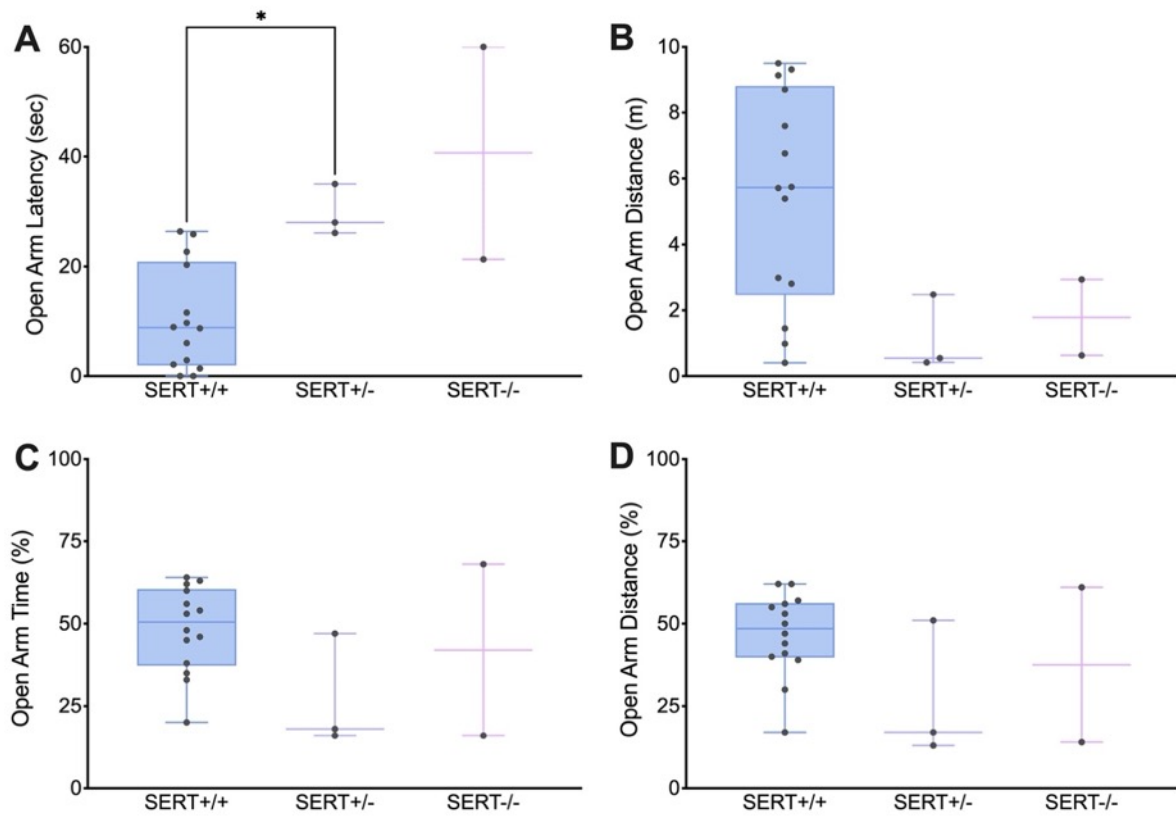 A
Open Arm Latency (sec)
60
40
20
0
*
SERT+/+
SERT+/-
SERT-/-
B
Open Arm Distance (m)
10
8
6
4
2
0
SERT+/+
SERT+/-
SERT-/-
C
Open Arm Time (%)
100
75
50
25
0
SERT+/+
SERT+/-
SERT-/-
D
Open Arm Distance (%)
100
75
50
25
0
SERT+/+
SERT+/-
SERT-/-